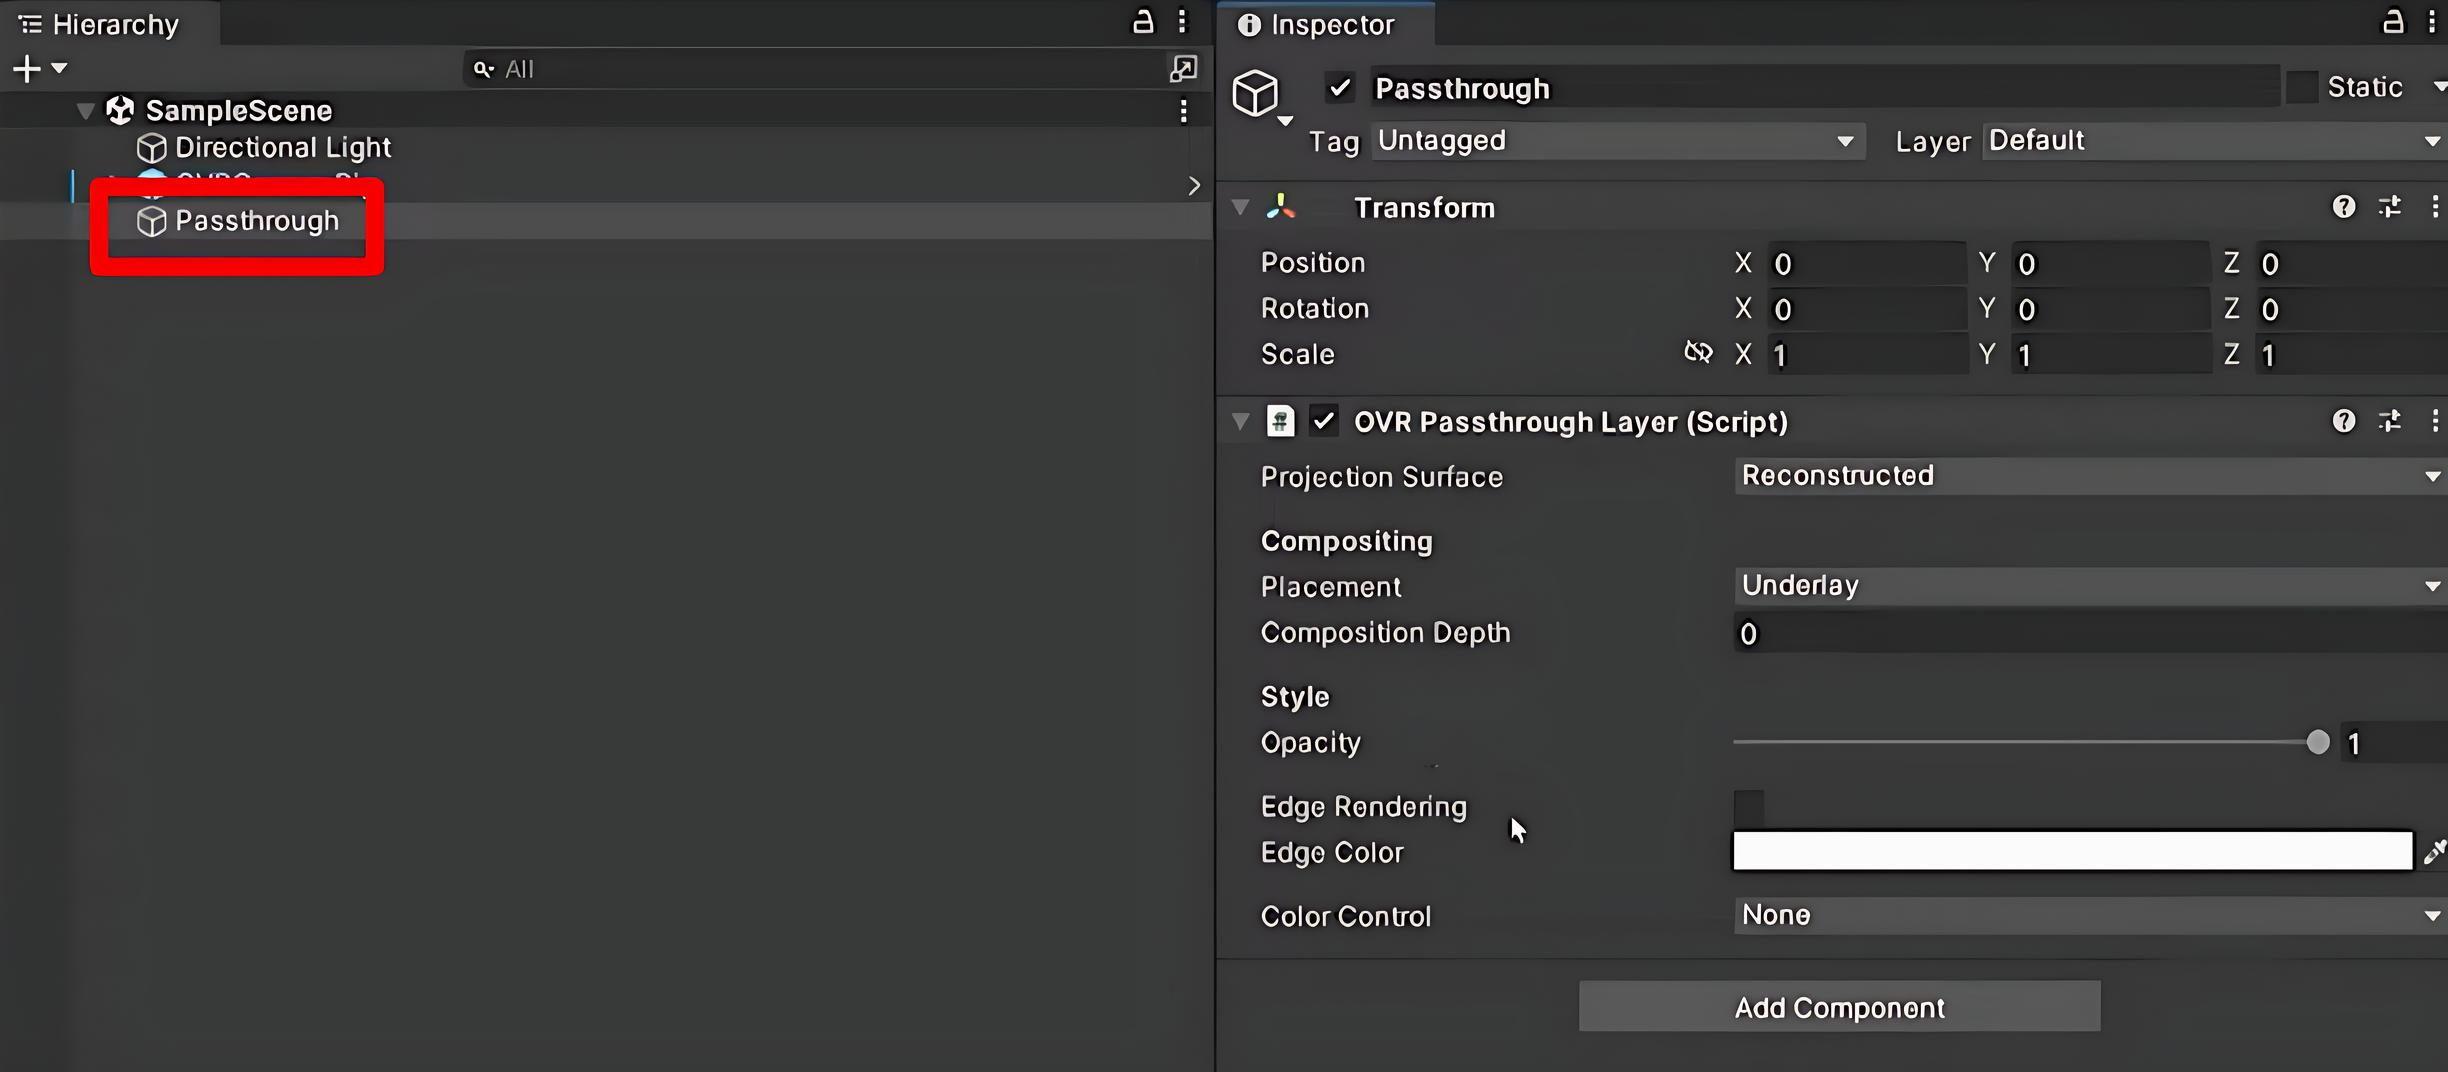 Hierarchy
All
SampleScene
Directional Light
Passthrough
Inspector
Passthrough
Static
Tag Untagged Layer Default
Transform
Position X 0 Y 0 Z 0
Rotation X 0 Y 0 Z 0
Scale X 1 Y 1 Z 1
OVR Passthrough Layer (Script)
Projection Surface Reconstructed
Compositing
Placement Underlay
Composition Depth 0
Style
Opacity 1
Edge Rendering
Edge Color
Color Control None
Add Component